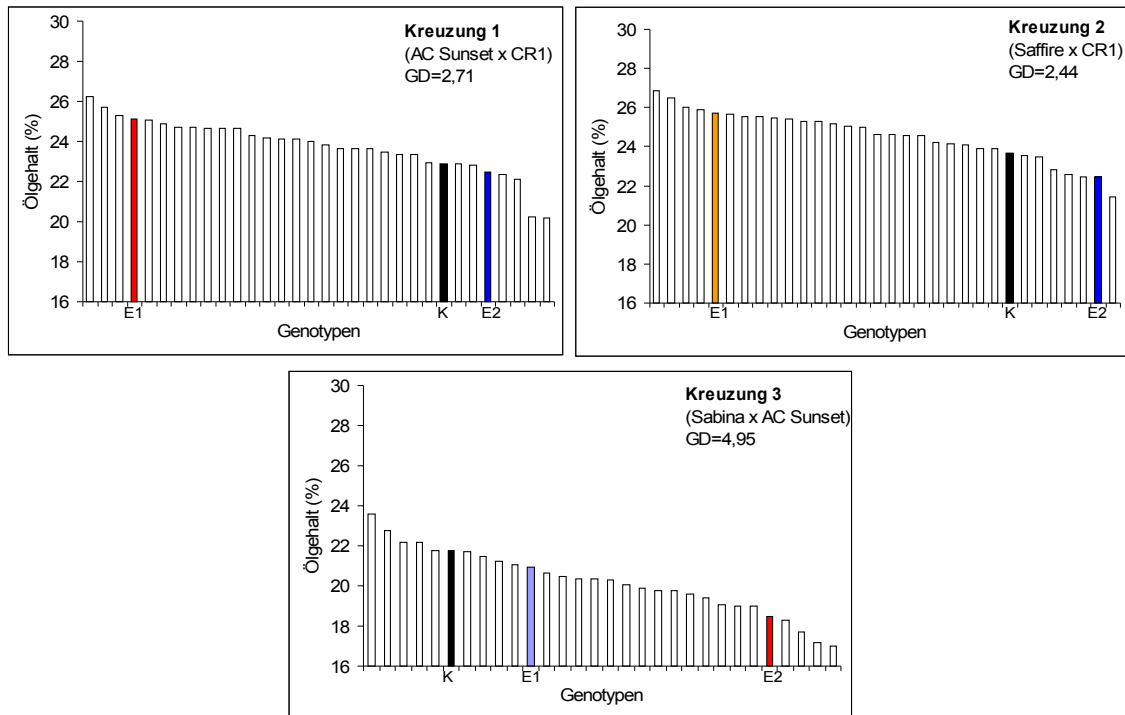 Kreuzung 1
(AC Sunset x CR1)
GD=2,71
Ölgehalt (%)
30
28
26
24
22
20
18
16
E1
K
E2
Genotypen
Kreuzung 2
(Saffire x CR1)
GD=2,44
Ölgehalt (%)
30
28
26
24
22
20
18
16
E1
K
E2
Genotypen
Kreuzung 3
(Sabina x AC Sunset)
GD=4,95
Ölgehalt (%)
30
28
26
24
22
20
18
16
K
E1
E2
Genotypen